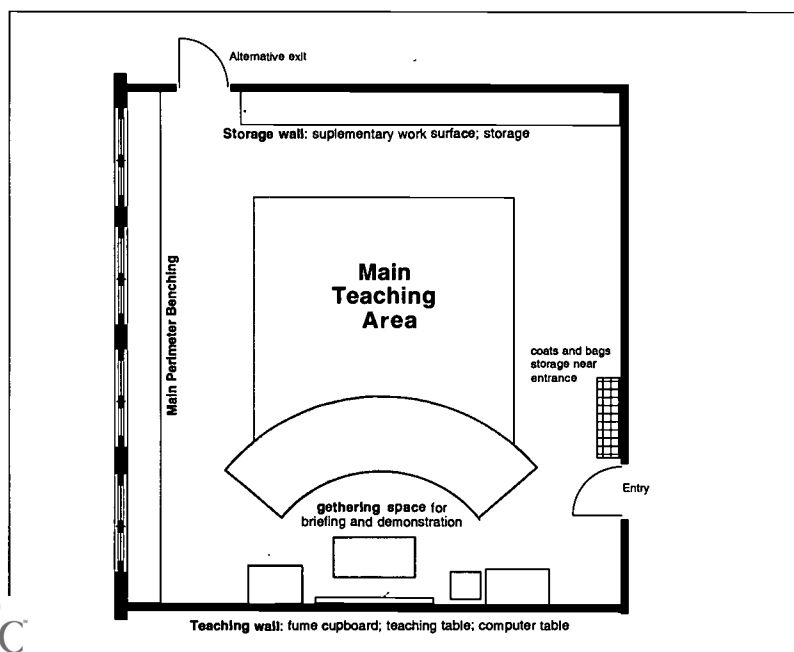 Alternative exit
Storage wall: suplementary work surface; storage
Main Perimeter Benching
Main
Teaching
Area
coats and bags
storage near
entrance
Entry
gethering space for
briefing and demonstration
Teaching wall: fume cupboard; teaching table; computer table
C